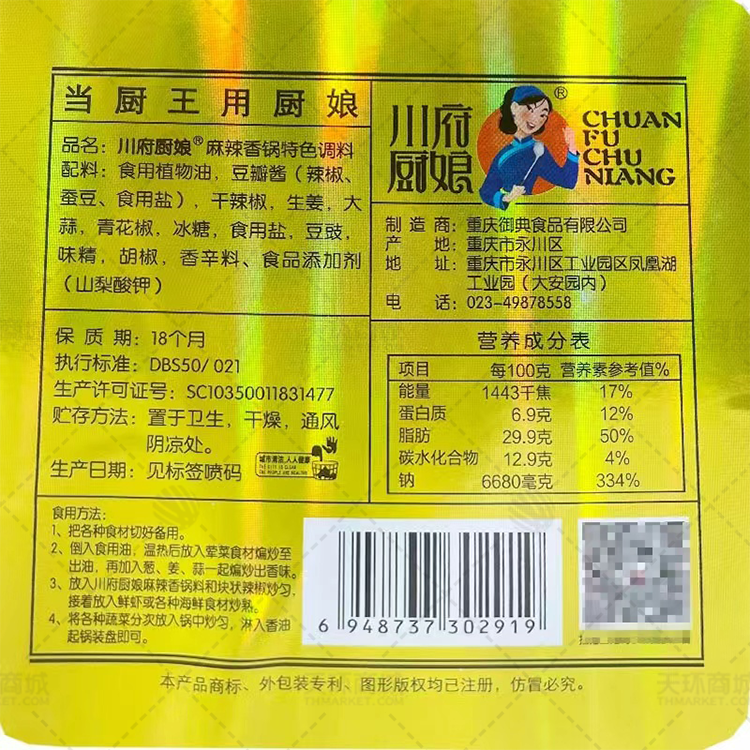 当厨王用厨娘
品名：川府厨娘®麻辣香锅特色调料
配料：食用植物油，豆瓣酱（辣椒、
蚕豆、食用盐），干辣椒，生姜，大
蒜，青花椒，冰糖，食用盐，豆豉，
味精，胡椒，香辛料、食品添加剂
（山梨酸钾）
保质期：18个月
执行标准：DBS50/ 021
生产许可证号：SC10350011831477
贮存方法：置于卫生，干燥，通风
阴凉处。
生产日期：见标签喷码
城市清洁,人人健康
川府
厨娘
®
CHUAN
FU
CHU
NIANG
制造商：重庆御典食品有限公司
产地：重庆市永川区
地址：重庆市永川区工业园区凤凰湖
工业园（大安园内）
电话：023-49878558
营养成分表
项目 每100克 营养素参考值%
能量 1443千焦 17%
蛋白质 6.9克 12%
脂肪 29.9克 50%
碳水化合物 12.9克 4%
钠 6680毫克 334%
食用方法：
1、把各种食材切好备用。
2、倒入食用油，温热后放入荤菜食材煸炒至
出油，再加入葱、姜、蒜一起煸炒出香味。
3、放入川府厨娘麻辣香锅料和块状辣椒炒匀，
接着放入鲜虾或各种海鲜食材炒熟。
4、将各种蔬菜分次放入锅中炒匀，淋入香油
起锅装盘即可。
6 948737 302919
本产品商标、外包装专利、图形版权均已注册，仿冒必究。
天环商城
THMARKET.COM